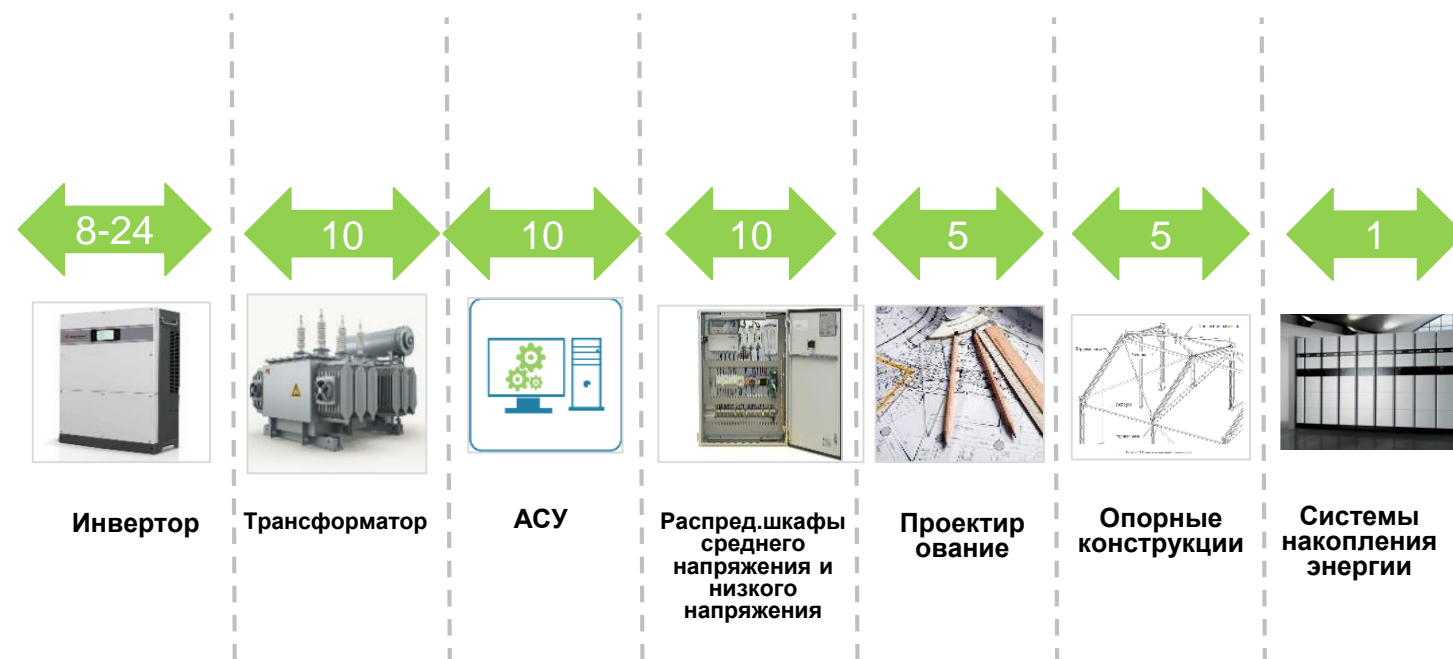 8-24
10
10
10
5
5
1
Инвертор
Трансформатор
АСУ
Распред.шкафы
среднего
напряжения и
низкого
напряжения
Проектир
ование
Опорные
конструкции
Системы
накопления
энергии